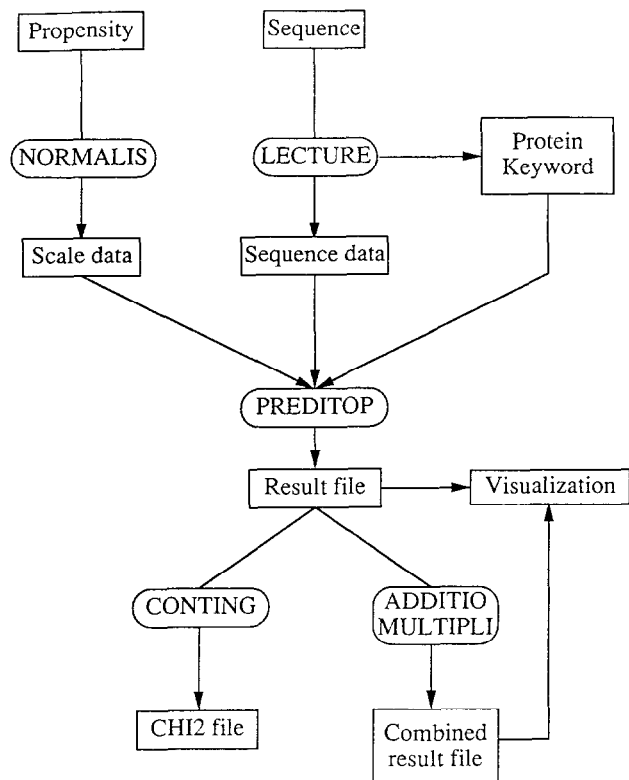 Propensity
Sequence
NORMALIS
LECTURE
Protein
Keyword
Scale data
Sequence data
PREDITOP
Result file
Visualization
CONTING
ADDITIO
MULTIPLI
CHI2 file
Combined
result file